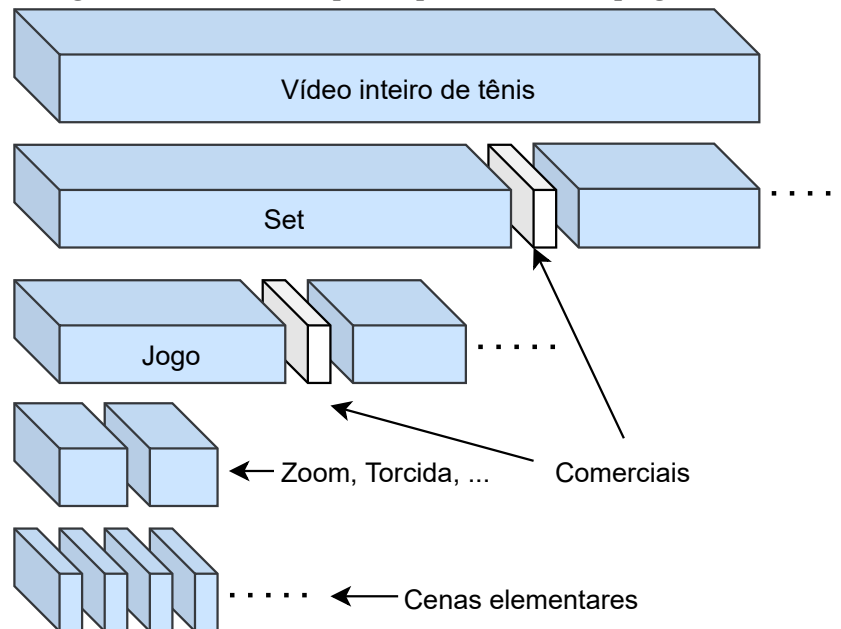 Vídeo inteiro de tênis
Set
Jogo
Zoom, Torcida, ...
Comerciais
Cenas elementares